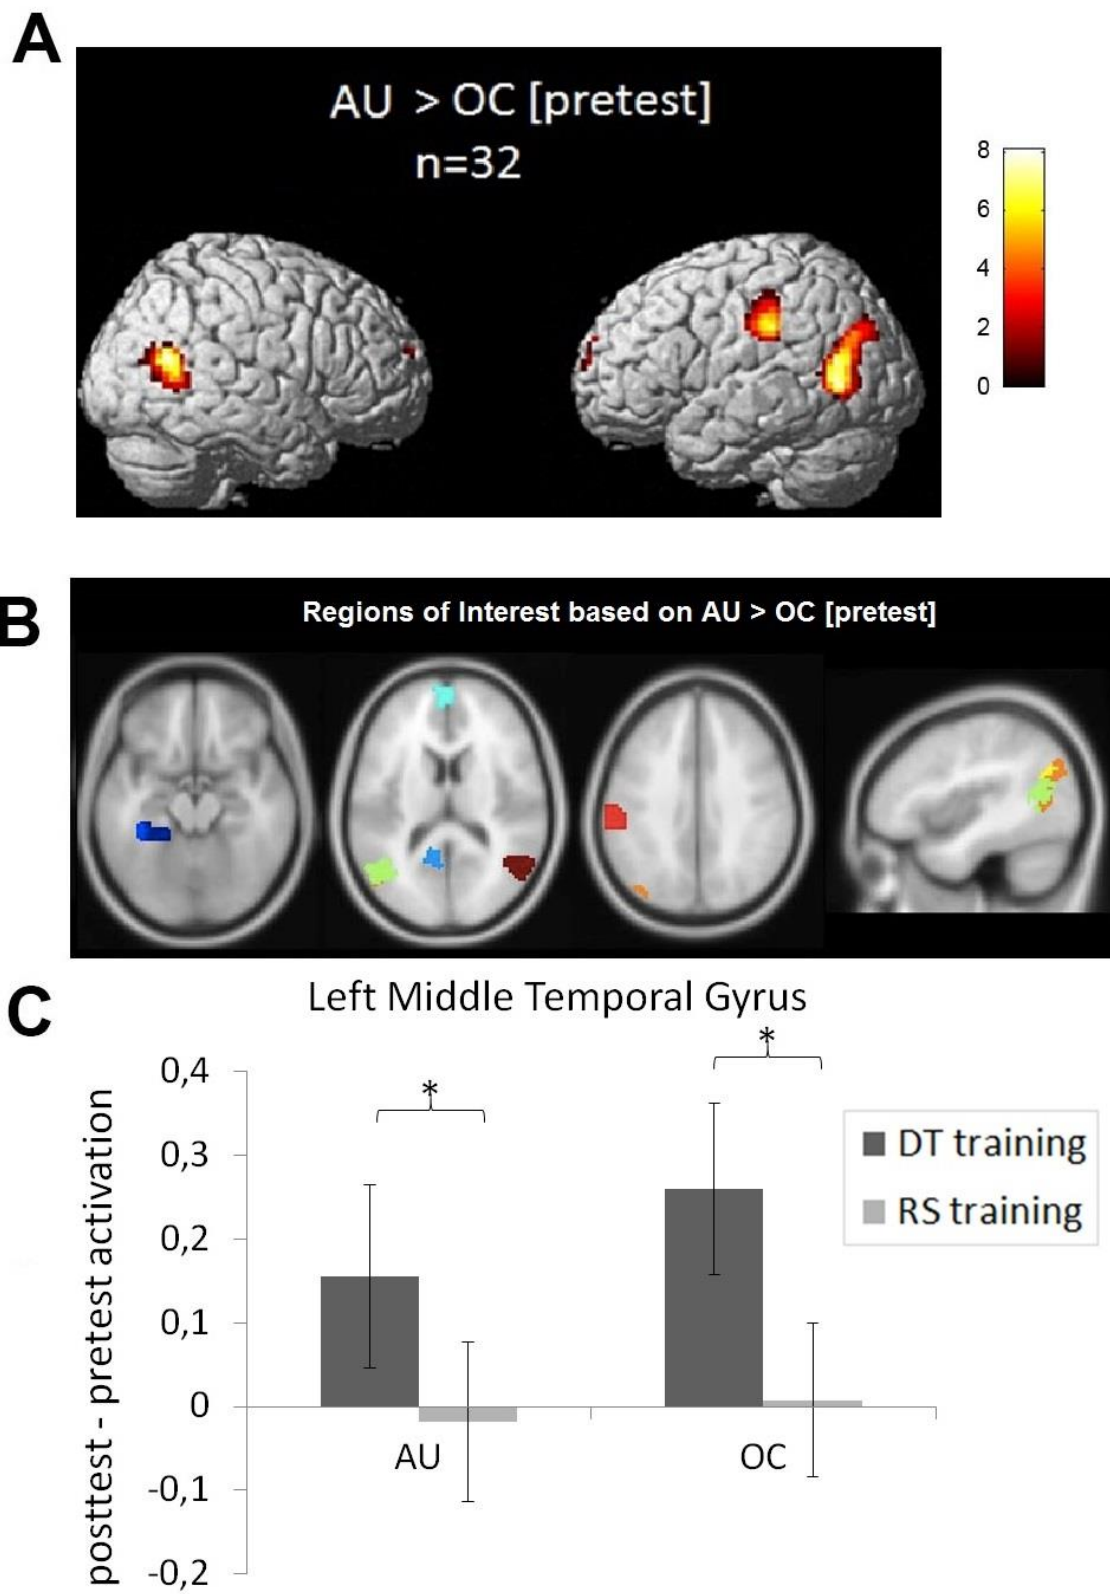 A
AU > OC [pretest]
n=32
8
6
4
2
0
B
Regions of Interest based on AU > OC [pretest]
C
Left Middle Temporal Gyrus
posttest - pretest activation
0,4
0,3
0,2
0,1
0
-0,1
-0,2
*
*
AU
OC
DT training
RS training